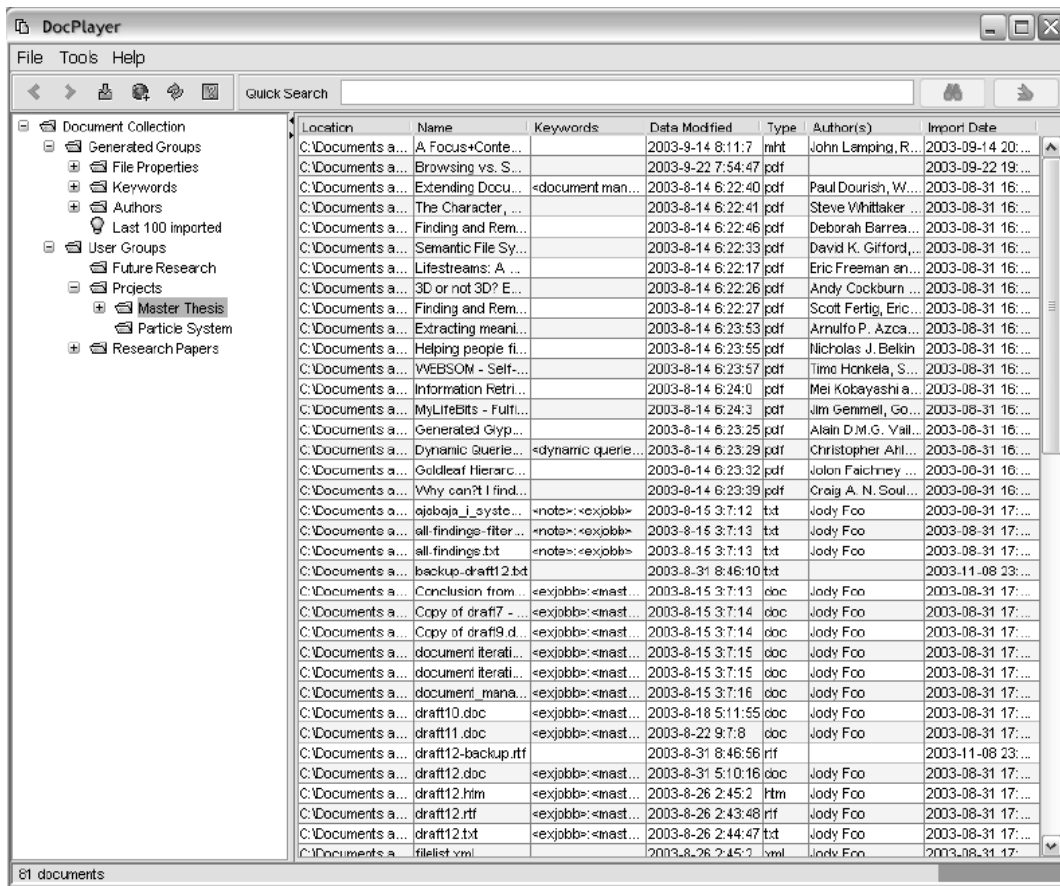 DocPlayer
File Tools Help
Quick Search
Document Collection
Generated Groups
File Properties
Keywords
Authors
Last 100 imported
User Groups
Future Research
Projects
Master Thesis
Particle System
Research Papers
Location Name Keywords Data Modified Type Author(s) Import Date
C:\Documents a... A Focus+Conte... 2003-9-14 8:11:7 mht John Lamping, R... 2003-09-14 20:...
C:\Documents a... Browsing vs. S... 2003-9-22 7:54:47 pdf 2003-09-22 19:...
C:\Documents a... Extending Docu... <document man... 2003-8-14 6:22:40 pdf Paul Dourish, W.... 2003-08-31 16:...
C:\Documents a... The Character, ... 2003-8-14 6:22:41 pdf Steve Whittaker ... 2003-08-31 16:...
C:\Documents a... Finding and Rem... 2003-8-14 6:22:46 pdf Deborah Barrea... 2003-08-31 16:...
C:\Documents a... Semantic File Sy... 2003-8-14 6:22:33 pdf David K. Gifford,... 2003-08-31 16:...
C:\Documents a... Lifestreams: A ... 2003-8-14 6:22:17 pdf Eric Freeman an... 2003-08-31 16:...
C:\Documents a... 3D or not 3D? E... 2003-8-14 6:22:26 pdf Andy Cockburn ... 2003-08-31 16:...
C:\Documents a... Finding and Rem... 2003-8-14 6:22:27 pdf Scott Fertig, Eric ... 2003-08-31 16:...
C:\Documents a... Extracting meani... 2003-8-14 6:23:53 pdf Arnulfo P. Azca... 2003-08-31 16:...
C:\Documents a... Helping people fi... 2003-8-14 6:23:55 pdf Nicholas J. Belkin 2003-08-31 16:...
C:\Documents a... WEBSOM - Self-... 2003-8-14 6:23:57 pdf Timo Honkela, S... 2003-08-31 16:...
C:\Documents a... Information Retri... 2003-8-14 6:24:0 pdf Mei Kobayashi a... 2003-08-31 16:...
C:\Documents a... MyLifeBits - Fulfi... 2003-8-14 6:24:3 pdf Jim Gemmell, Go... 2003-08-31 16:...
C:\Documents a... Generated Glyp... 2003-8-14 6:23:25 pdf Alain D.M.G. Vail... 2003-08-31 16:...
C:\Documents a... Dynamic Querie... <dynamic querie... 2003-8-14 6:23:29 pdf Christopher Ahl... 2003-08-31 16:...
C:\Documents a... Goldleaf Hierarc... 2003-8-14 6:23:32 pdf Jolon Faichney ... 2003-08-31 16:...
C:\Documents a... Why can?t I find... 2003-8-14 6:23:39 pdf Craig A. N. Soul... 2003-08-31 16:...
C:\Documents a... ajabaja_i_syste... <note>:<exjobb> 2003-8-15 3:7:12 txt Jody Foo 2003-08-31 17:...
C:\Documents a... all-findings-filter... <note>:<exjobb> 2003-8-15 3:7:13 txt Jody Foo 2003-08-31 17:...
C:\Documents a... all-findings.txt <note>:<exjobb> 2003-8-15 3:7:13 txt Jody Foo 2003-08-31 17:...
C:\Documents a... backup-draft12.txt 2003-8-31 8:46:10 txt 2003-11-08 23:...
C:\Documents a... Conclusion from... <exjobb>:<mast... 2003-8-15 3:7:13 doc Jody Foo 2003-08-31 17:...
C:\Documents a... Copy of draft7 - ... <exjobb>:<mast... 2003-8-15 3:7:14 doc Jody Foo 2003-08-31 17:...
C:\Documents a... Copy of draft9.d... <exjobb>:<mast... 2003-8-15 3:7:14 doc Jody Foo 2003-08-31 17:...
C:\Documents a... document iterati... <exjobb>:<mast... 2003-8-15 3:7:15 doc Jody Foo 2003-08-31 17:...
C:\Documents a... document iterati... <exjobb>:<mast... 2003-8-15 3:7:15 doc Jody Foo 2003-08-31 17:...
C:\Documents a... document_mana... <exjobb>:<mast... 2003-8-15 3:7:16 doc Jody Foo 2003-08-31 17:...
C:\Documents a... draft10.doc <exjobb>:<mast... 2003-8-18 5:11:55 doc Jody Foo 2003-08-31 17:...
C:\Documents a... draft11.doc <exjobb>:<mast... 2003-8-22 9:7:8 doc Jody Foo 2003-08-31 17:...
C:\Documents a... draft12-backup.rtf 2003-8-31 8:46:56 rtf 2003-11-08 23:...
C:\Documents a... draft12.doc <exjobb>:<mast... 2003-8-31 5:10:16 doc Jody Foo 2003-08-31 17:...
C:\Documents a... draft12.htm <exjobb>:<mast... 2003-8-26 2:45:2 htm Jody Foo 2003-08-31 17:...
C:\Documents a... draft12.rtf <exjobb>:<mast... 2003-8-26 2:43:48 rtf Jody Foo 2003-08-31 17:...
C:\Documents a... draft12.txt <exjobb>:<mast... 2003-8-26 2:44:47 txt Jody Foo 2003-08-31 17:...
C:\Documents a... filelist.xml 2003-8-26 2:45:2 xml Jody Foo 2003-08-31 17:...
81 documents